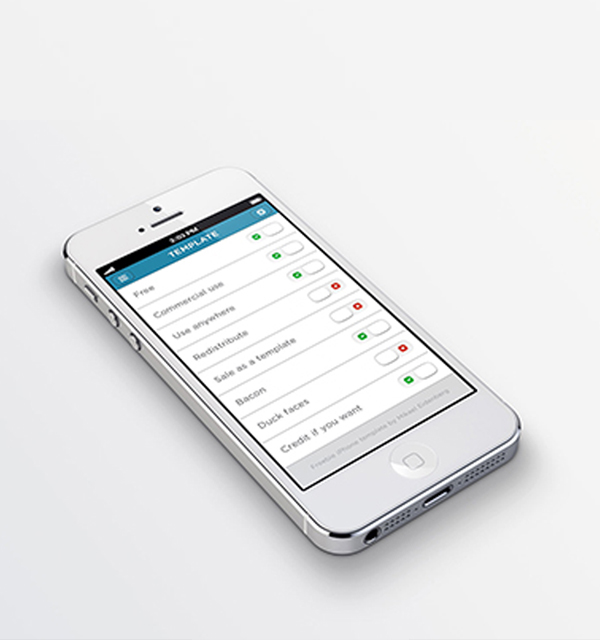 2:03 PM
TEMPLATE
Free
Commercial use
Use anywhere
Redistribute
Sale as a template
Bacon
Duck faces
Credit if you want
Freebie iPhone template by Mikael Eidenberg